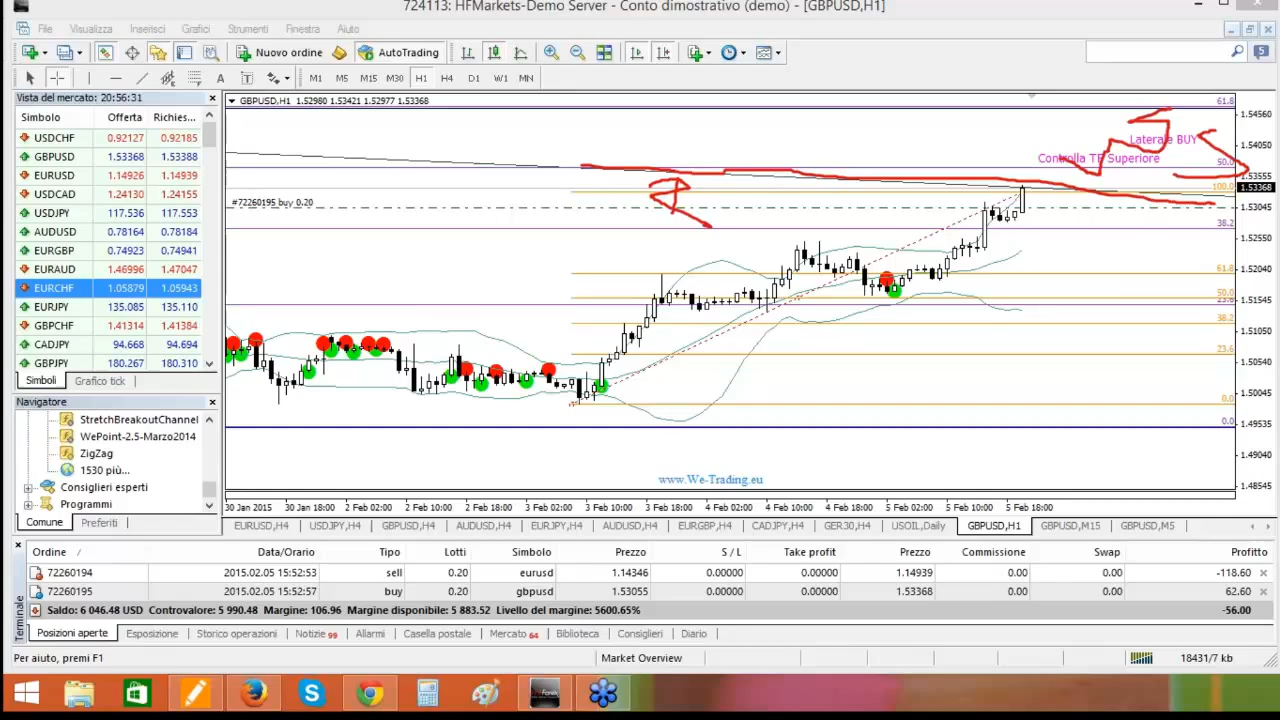 724113: HFMarkets-Demo Server - Conto dimostrativo (demo) - [GBPUSD,H1]
File Visualizza Inserisci Grafici Strumenti Finestra Aiuto
Nuovo ordine AutoTrading 5
A T M1 M5 M15 M30 H1 H4 D1 W1 MN
Vista del mercato: 20:56:31
Simbolo Offerta Richies...
USDCHF 0.92127 0.92185
GBPUSD 1.53368 1.53388
EURUSD 1.14926 1.14939
USDCAD 1.24130 1.24155
USDJPY 117.536 117.553
AUDUSD 0.78164 0.78184
EURGBP 0.74923 0.74941
EURAUD 1.46996 1.47047
EURCHF 1.05879 1.05943
EURJPY 135.085 135.110
GBPCHF 1.41314 1.41384
CADJPY 94.668 94.694
GBPJPY 180.267 180.310
Simboli Grafico tick
Navigatore
StretchBreakoutChannel
WePoint-2.5-Marzo2014
ZigZag
1530 più...
Consiglieri esperti
Programmi
Comune Preferiti
GBPUSD,H1 1.52980 1.53421 1.52977 1.53368
61.8
1.54560
Laterale BUY
1.54050
Controlla TF Superiore
50.0
1.53555
100.0
1.53368
#72260195 buy 0.20
1.53045
38.2
1.52550
61.8
1.52040
50.0
23.6
1.51545
38.2
1.51050
23.6
1.50540
1.50045
0.0
0.0
1.49535
1.49040
www.We-Trading.eu
1.48545
30 Jan 2015 30 Jan 18:00 2 Feb 02:00 2 Feb 10:00 2 Feb 18:00 3 Feb 02:00 3 Feb 10:00 3 Feb 18:00 4 Feb 02:00 4 Feb 10:00 4 Feb 18:00 5 Feb 02:00 5 Feb 10:00 5 Feb 18:00
EURUSD,H4 USDJPY,H4 GBPUSD,H4 AUDUSD,H4 EURJPY,H4 AUDUSD,H4 EURGBP,H4 CADJPY,H4 GER30,H4 USOIL,Daily GBPUSD,H1 GBPUSD,M15 GBPUSD,M5
Ordine Data/Orario Tipo Lotti Simbolo Prezzo S / L Take profit Prezzo Commissione Swap Profitto
72260194 2015.02.05 15:52:53 sell 0.20 eurusd 1.14346 0.00000 0.00000 1.14939 0.00 0.00 -118.60
72260195 2015.02.05 15:52:57 buy 0.20 gbpusd 1.53055 0.00000 0.00000 1.53368 0.00 0.00 62.60
Saldo: 6 046.48 USD Controvalore: 5 990.48 Margine: 106.96 Margine disponibile: 5 883.52 Livello del margine: 5600.65% -56.00
Terminale
Posizioni aperte Esposizione Storico operazioni Notizie 99 Allarmi Casella postale Mercato 64 Biblioteca Consiglieri Diario
Per aiuto, premi F1 Market Overview 18431/7 kb